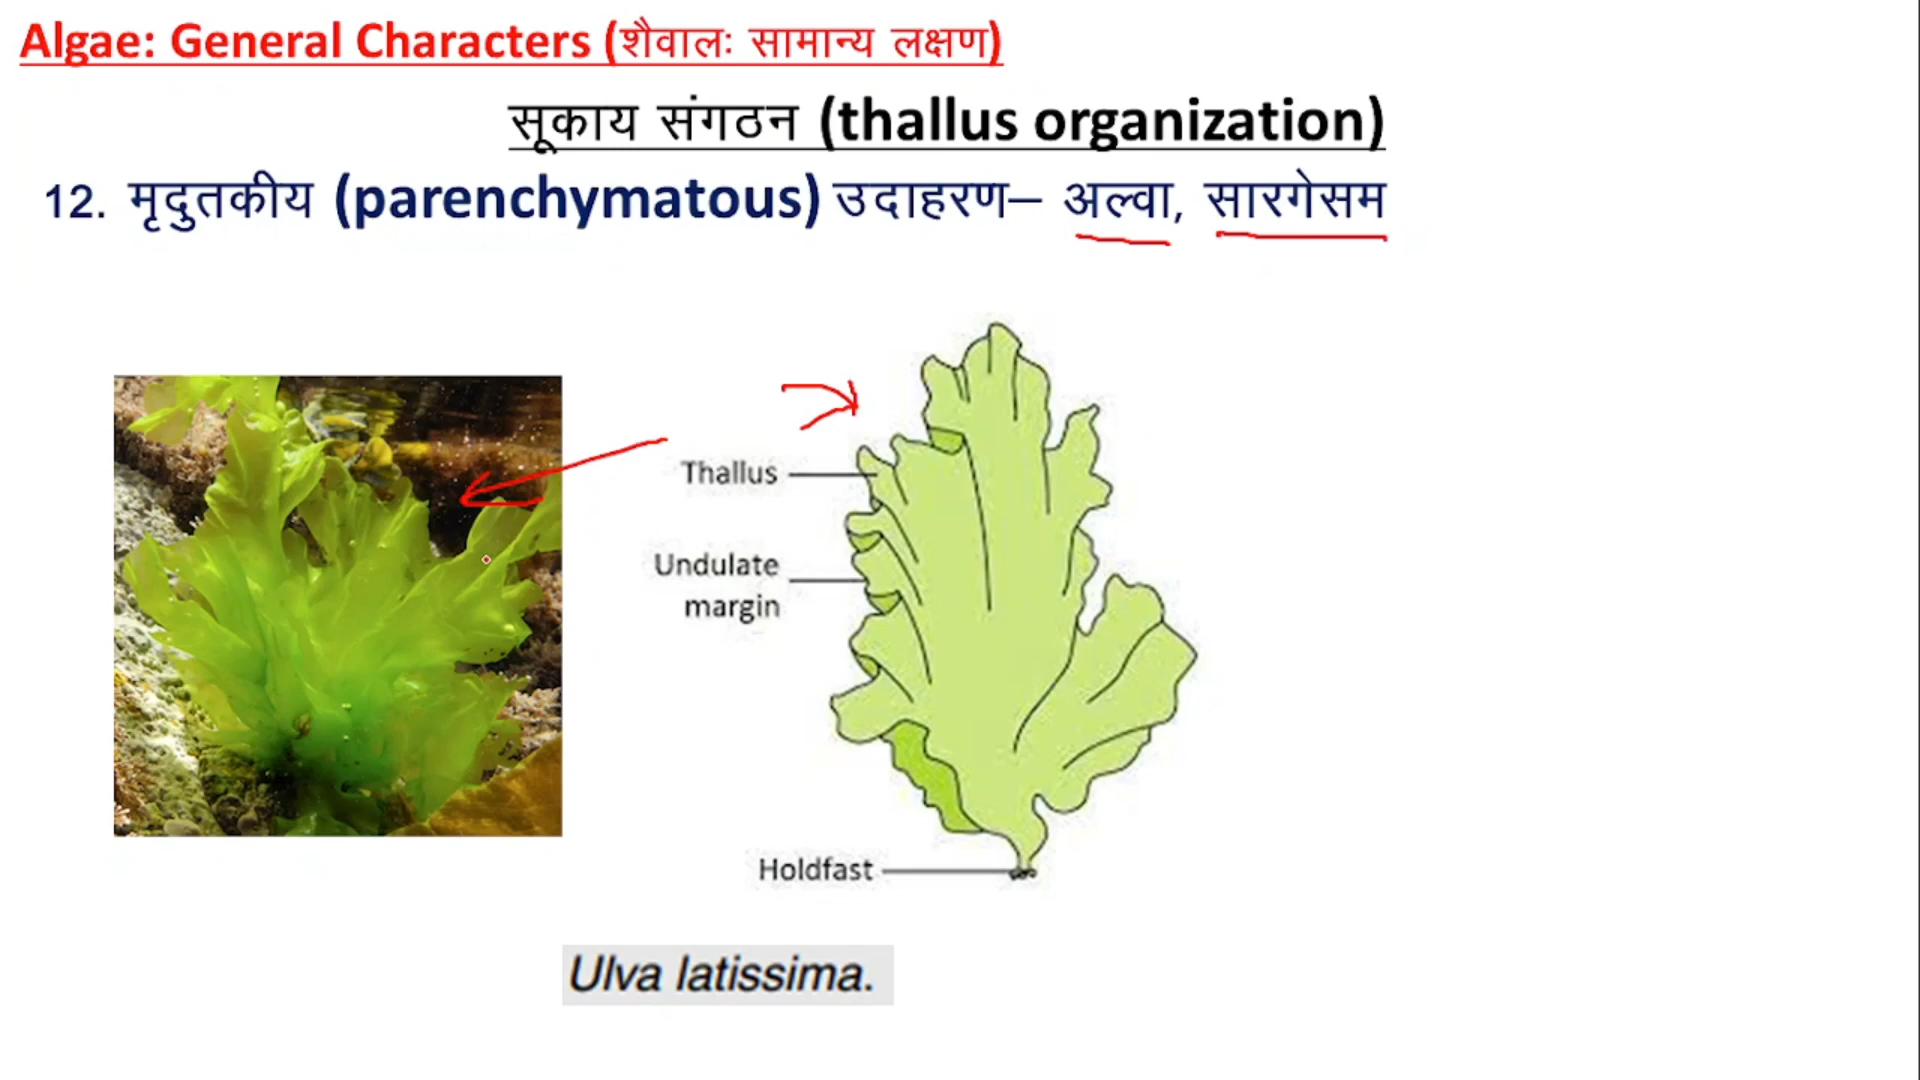 Algae: General Characters (शैवालः सामान्य लक्षण)
सूकाय संगठन (thallus organization)
12. मृदुतकीय (parenchymatous) उदाहरण– अल्वा, सारगेसम
Thallus
Undulate
margin
Holdfast
Ulva latissima.